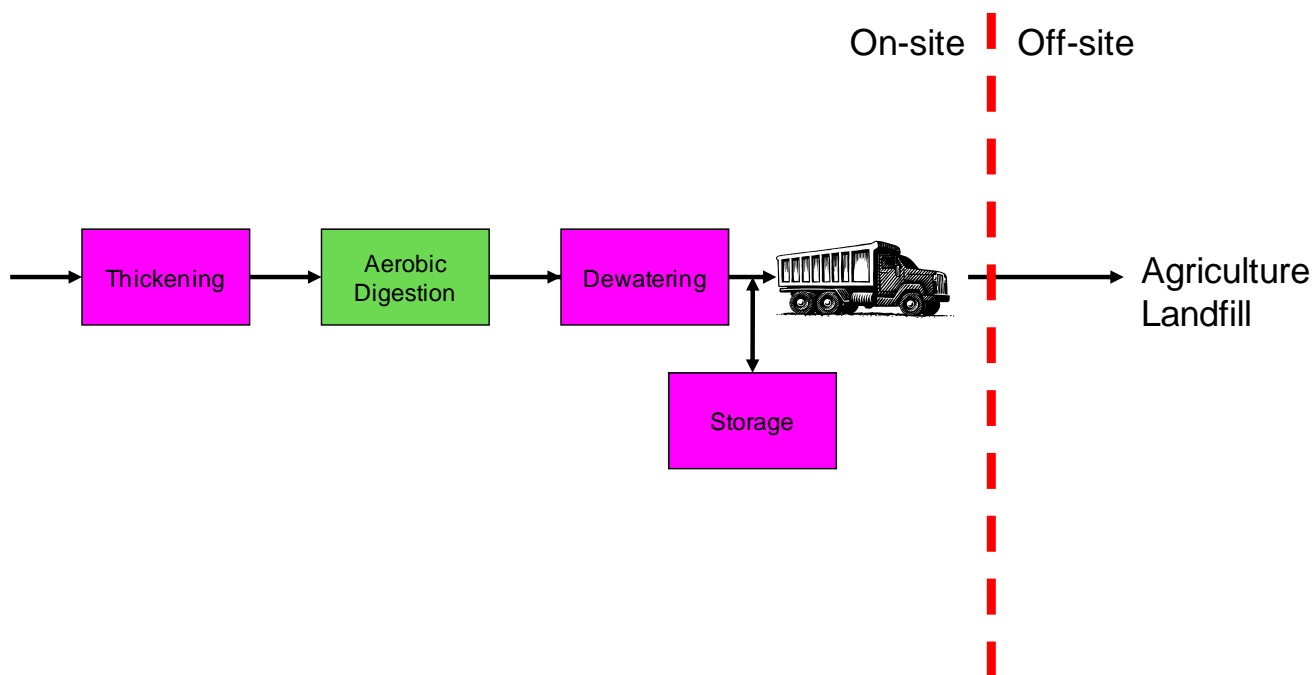 On-site
Off-site
Thickening
Aerobic
Digestion
Dewatering
Agriculture
Landfill
Storage